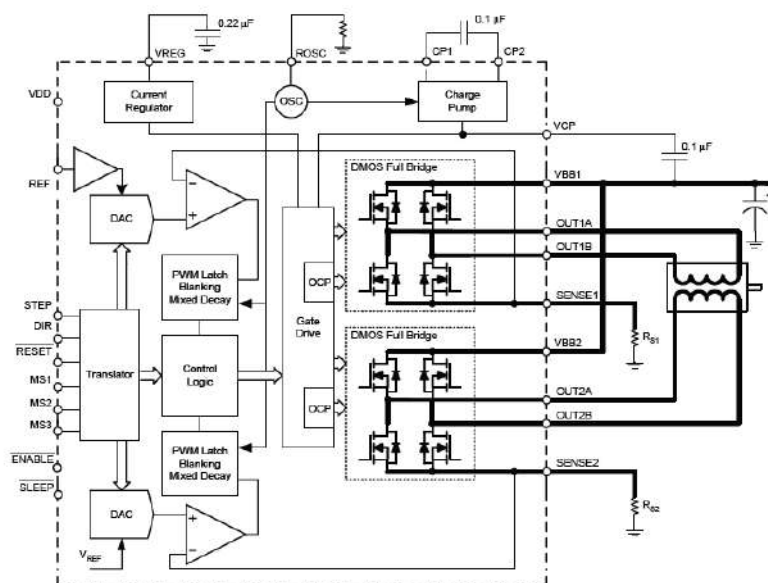 0.22 µF
0.1 µF
VREG
ROSC
CP1
CP2
VDD
Current
Regulator
OSC
Charge
Pump
VCP
0.1 µF
REF
DMOS Full Bridge
VBB1
DAC
-
+
OUT1A
OUT1B
PWM Latch
Blanking
Mixed Decay
OCP
SENSE1
STEP
DIR
RESET
MS1
MS2
MS3
Translator
Control
Logic
Gate
Drive
DMOS Full Bridge
VBB2
RS1
OUT2A
OCP
OUT2B
PWM Latch
Blanking
Mixed Decay
ENABLE
SLEEP
SENSE2
DAC
+
-
RS2
VREF